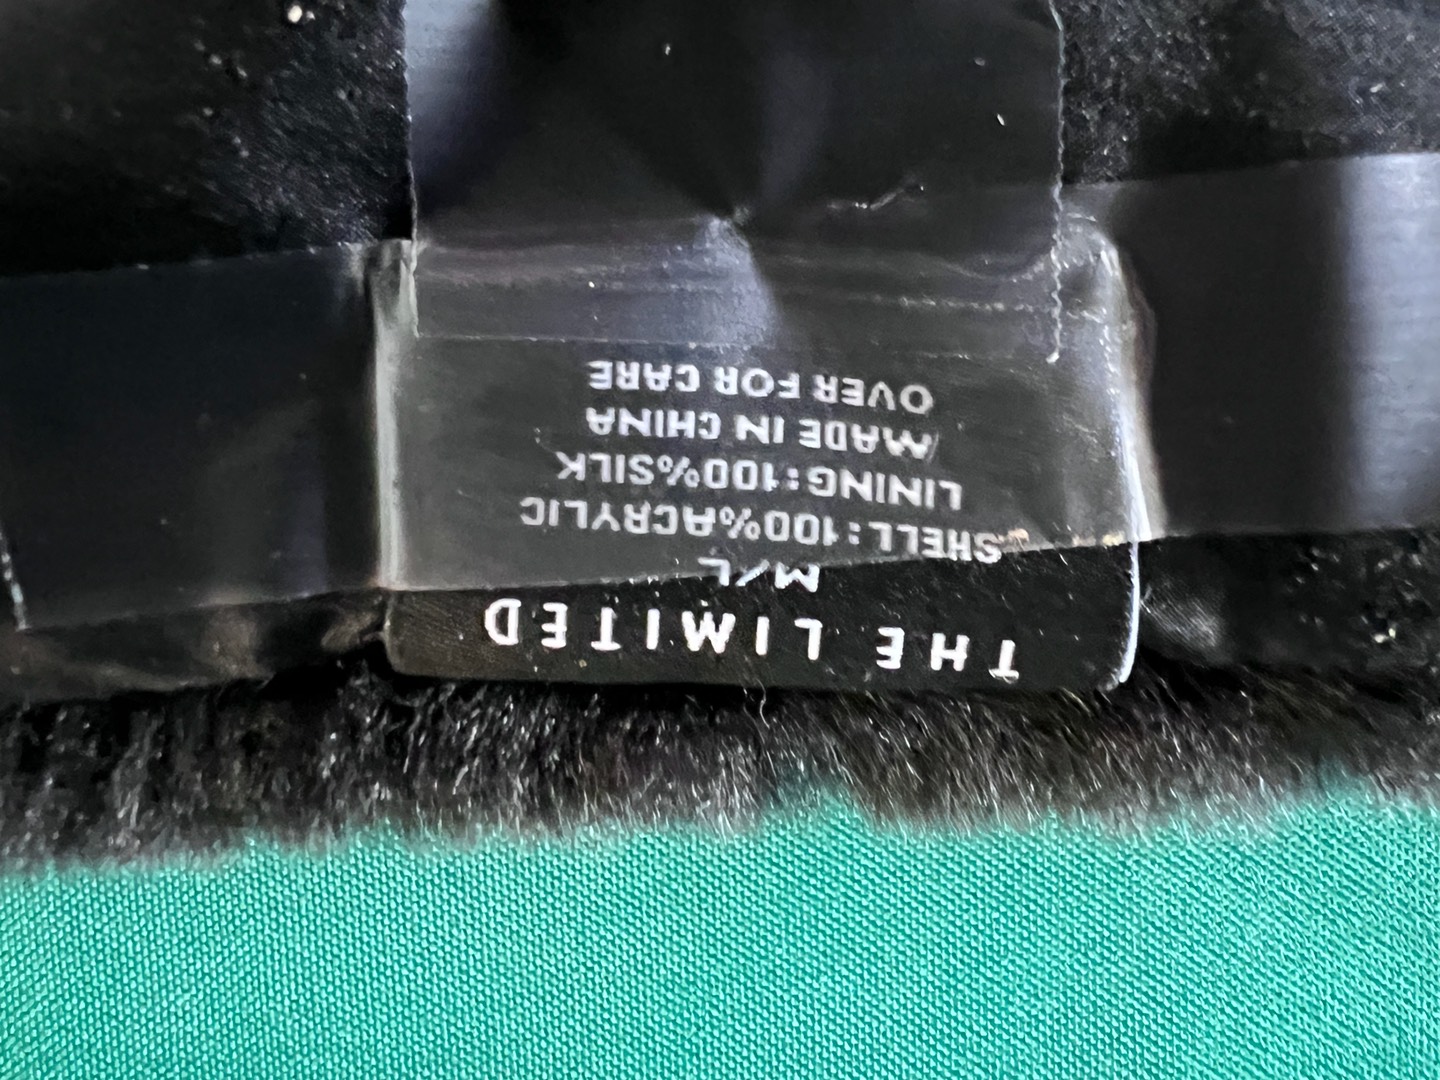 THE LIMITED
M/L
SHELL:100%ACRYLIC
LINING:100%SILK
MADE IN CHINA
OVER FOR CARE